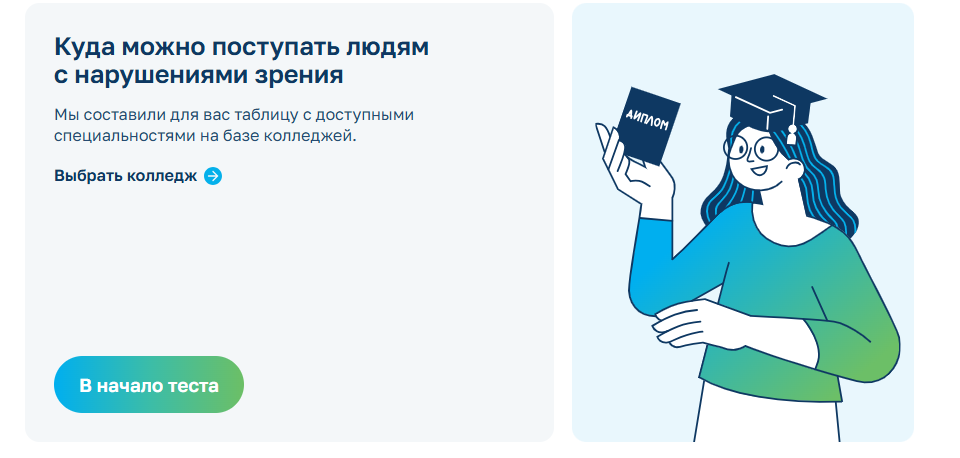 Куда можно поступать людям
с нарушениями зрения
Мы составили для вас таблицу с доступными
специальностями на базе колледжей.
Выбрать колледж
В начало теста
ДИПЛОМ